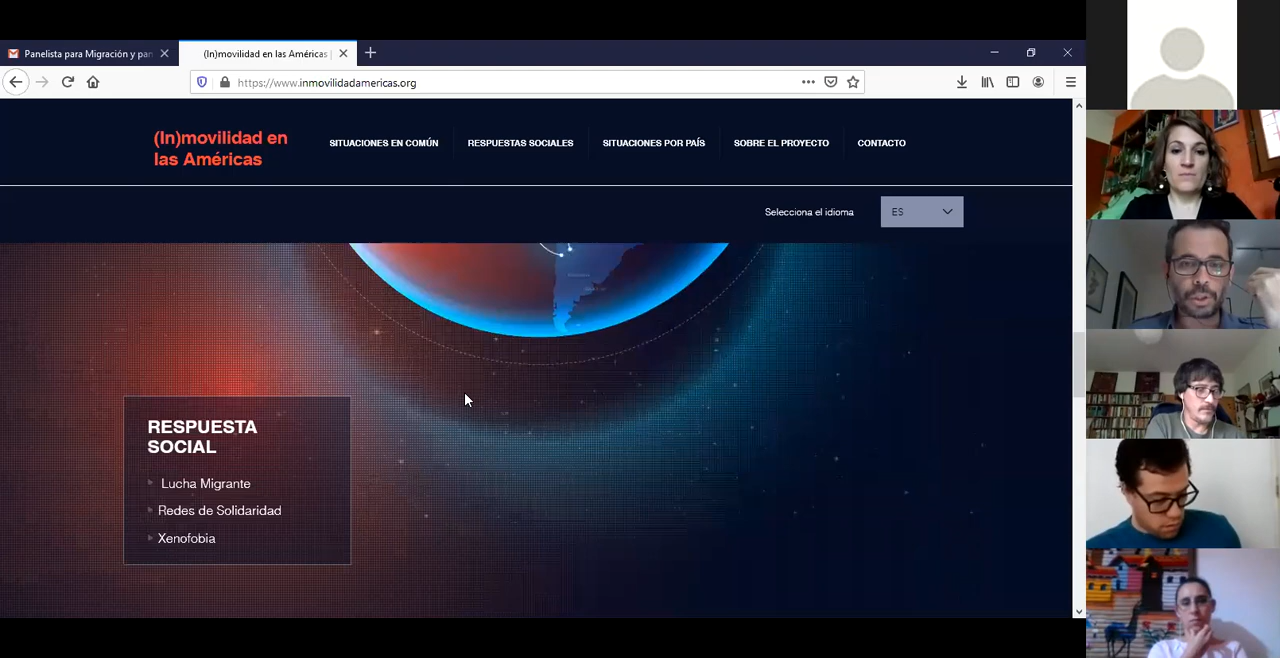 Panelista para Migración y pan
(In)movilidad en las Américas |
https://www.inmovilidadamericas.org
(In)movilidad en
las Américas
SITUACIONES EN COMÚN
RESPUESTAS SOCIALES
SITUACIONES POR PAÍS
SOBRE EL PROYECTO
CONTACTO
Selecciona el idioma
ES
RESPUESTA
SOCIAL
Lucha Migrante
Redes de Solidaridad
Xenofobia